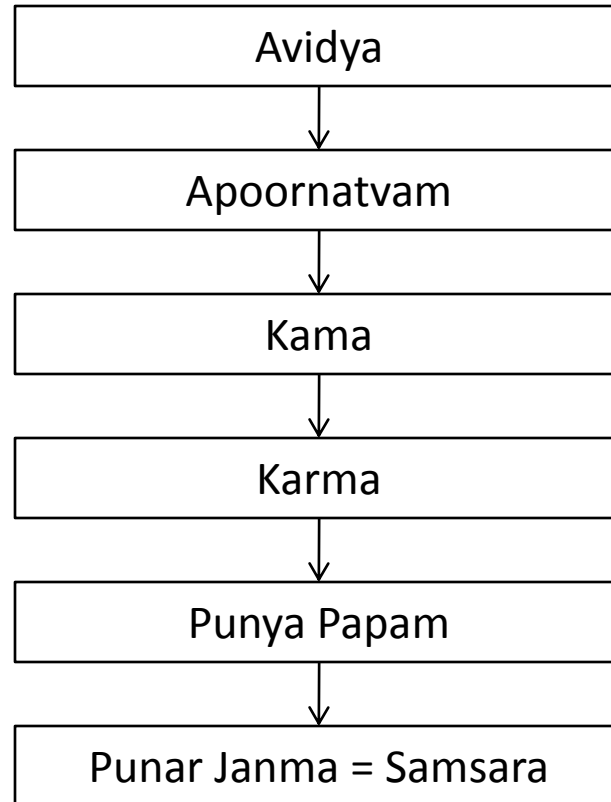 Avidya
Apoornatvam
Kama
Karma
Punya Papam
Punar Janma = Samsara